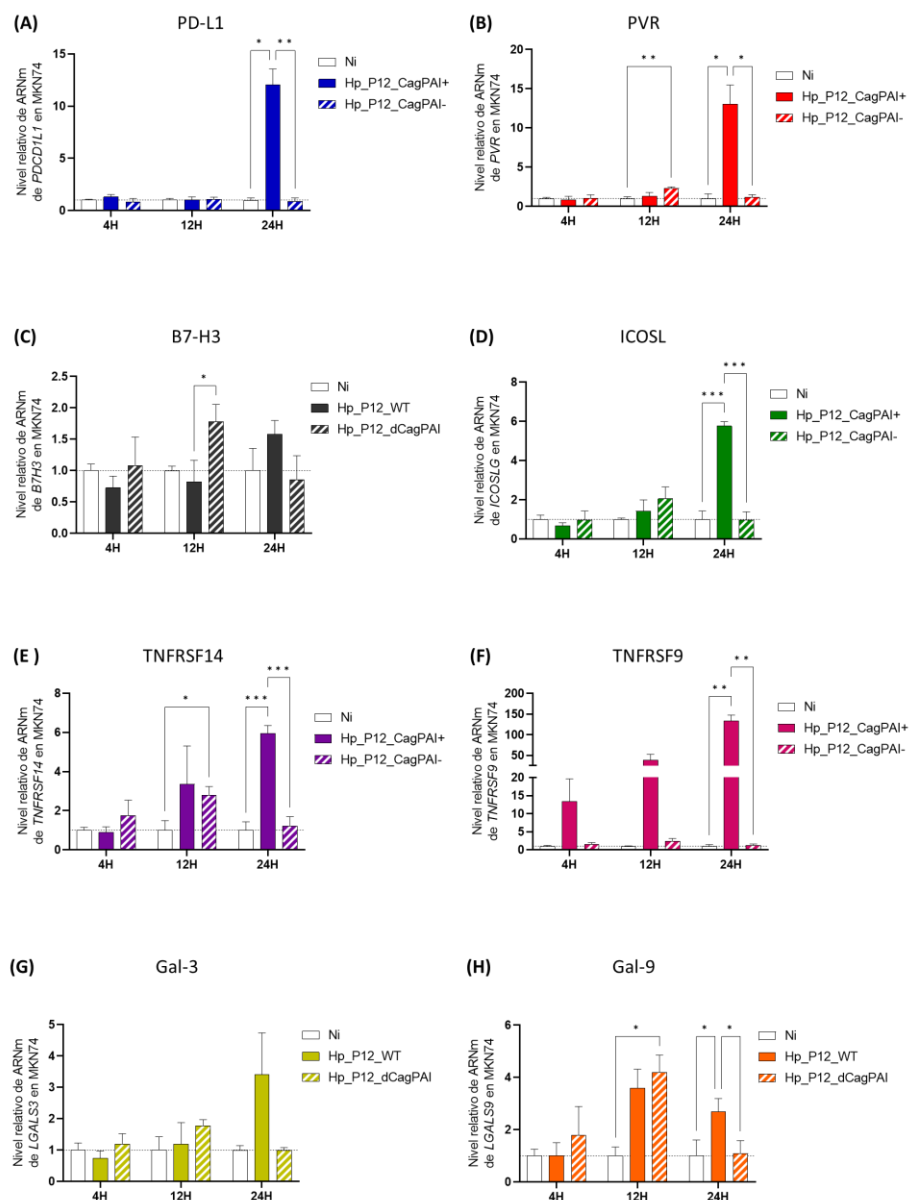 (A)
PD-L1
Nivel relativo de ARNm
de PDCD1L1 en MKN74
15
10
5
0
4H
12H
24H
*
* *
Ni
Hp_P12_CagPAI+
Hp_P12_CagPAI-
(B)
PVR
Nivel relativo de ARNm
de PVR en MKN74
20
15
10
5
0
4H
12H
24H
* *
*
*
Ni
Hp_P12_CagPAI+
Hp_P12_CagPAI-
(C)
B7-H3
Nivel relativo de ARNm
de B7H3 en MKN74
2.5
2.0
1.5
1.0
0.5
0.0
4H
12H
24H
*
Ni
Hp_P12_WT
Hp_P12_dCagPAI
(D)
ICOSL
Nivel relativo de ARNm
de ICOSLG en MKN74
8
6
4
2
0
4H
12H
24H
* * *
* * *
Ni
Hp_P12_CagPAI+
Hp_P12_CagPAI-
(E )
TNFRSF14
Nivel relativo de ARNm
de TNFRSF14 en MKN74
8
6
4
2
0
4H
12H
24H
*
* * *
* * *
Ni
Hp_P12_CagPAI+
Hp_P12_CagPAI-
(F)
TNFRSF9
Nivel relativo de ARNm
de TNFRSF9 en MKN74
200
150
100
50
25
20
15
10
5
0
4H
12H
24H
* *
* *
Ni
Hp_P12_CagPAI+
Hp_P12_CagPAI-
(G)
Gal-3
Nivel relativo de ARNm
de LGALS3 en MKN74
5
4
3
2
1
0
4H
12H
24H
Ni
Hp_P12_WT
Hp_P12_dCagPAI
(H)
Gal-9
Nivel relativo de ARNm
de LGALS9 en MKN74
6
4
2
0
4H
12H
24H
*
*
*
Ni
Hp_P12_WT
Hp_P12_dCagPAI